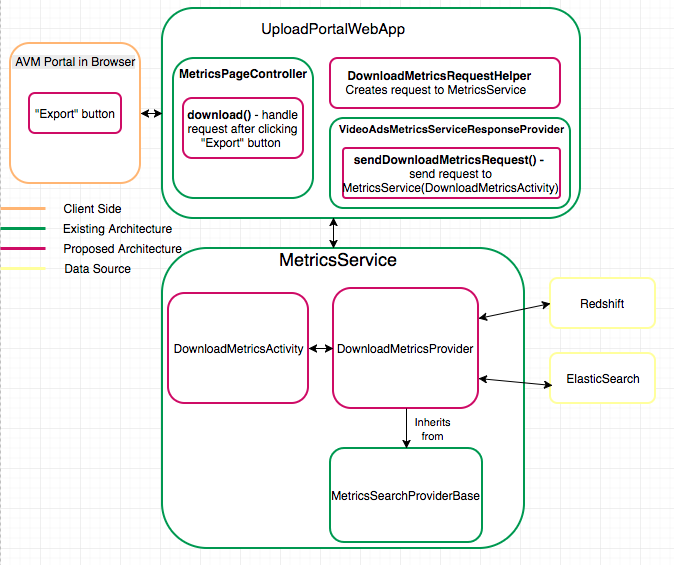 UploadPortalWebApp
AVM Portal in Browser
"Export" button
MetricsPageController
download() - handle
request after clicking
"Export" button
DownloadMetricsRequestHelper
Creates request to MetricsService
VideoAdsMetricsServiceResponseProvider
sendDownloadMetricsRequest() -
send request to
MetricsService(DownloadMetricsActivity)
Client Side
Existing Architecture
Proposed Architecture
Data Source
MetricsService
DownloadMetricsActivity
DownloadMetricsProvider
Redshift
ElasticSearch
Inherits
from
MetricsSearchProviderBase